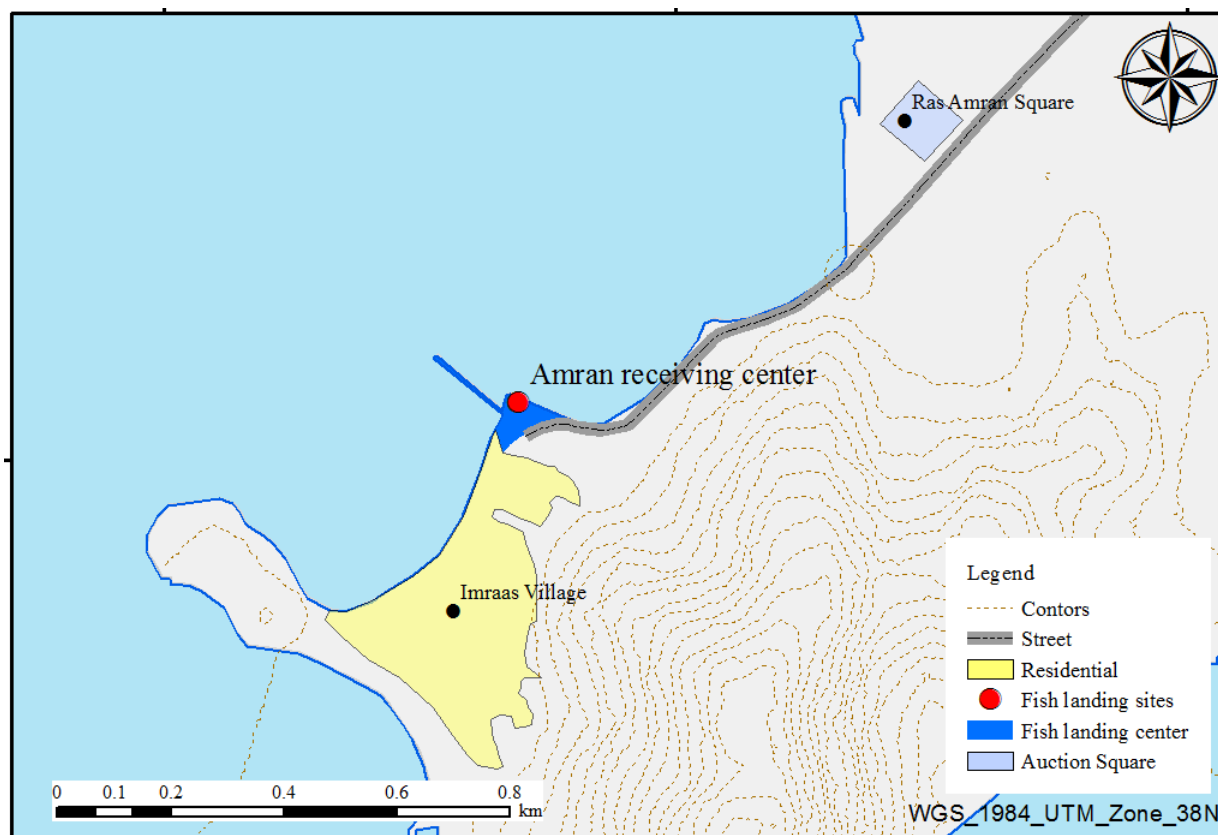 Ras Amran Square
Amran receiving center
Imraas Village
Legend
Contors
Street
Residential
Fish landing sites
Fish landing center
Auction Square
0 0.1 0.2 0.4 0.6 0.8
km
WGS_1984_UTM_Zone_38N